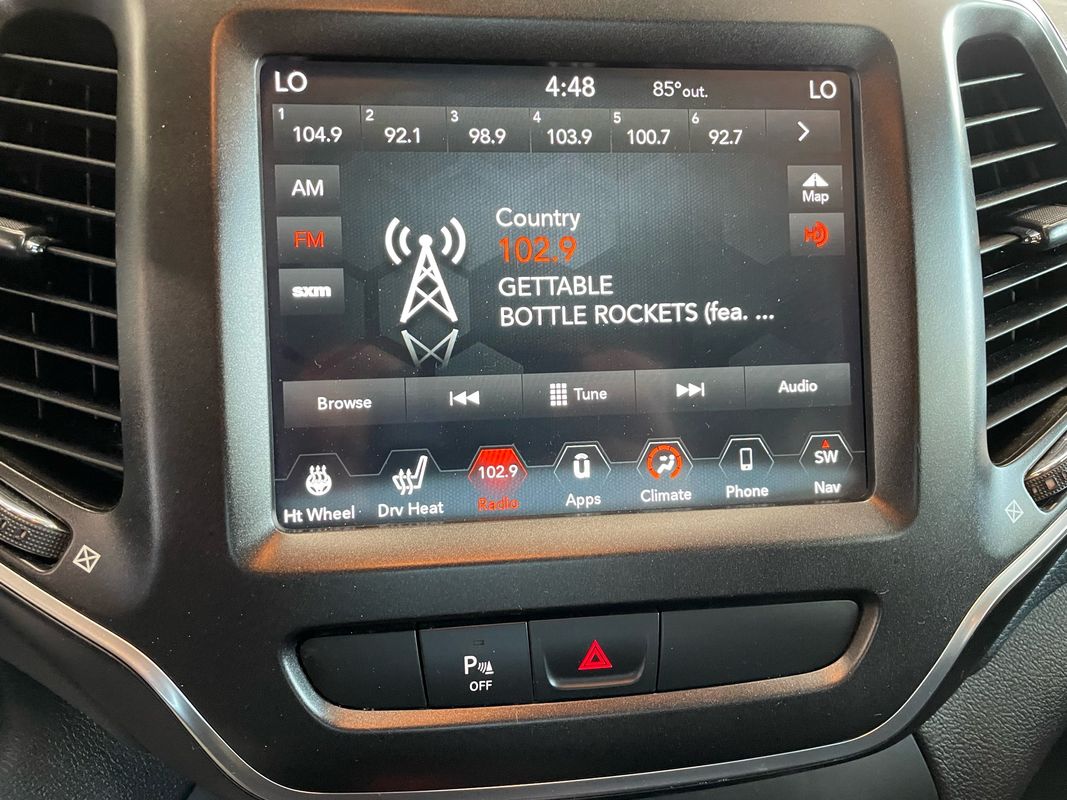 LO 4:48 85°out. LO
1 104.9 2 92.1 3 98.9 4 103.9 5 100.7 6 92.7
AM
Map
Country
FM
102.9
HD
GETTABLE
sxm
BOTTLE ROCKETS (fea. ...
Browse Tune Audio
102.9 u SW
Ht Wheel Drv Heat Radio Apps Climate Phone Nav
P
OFF